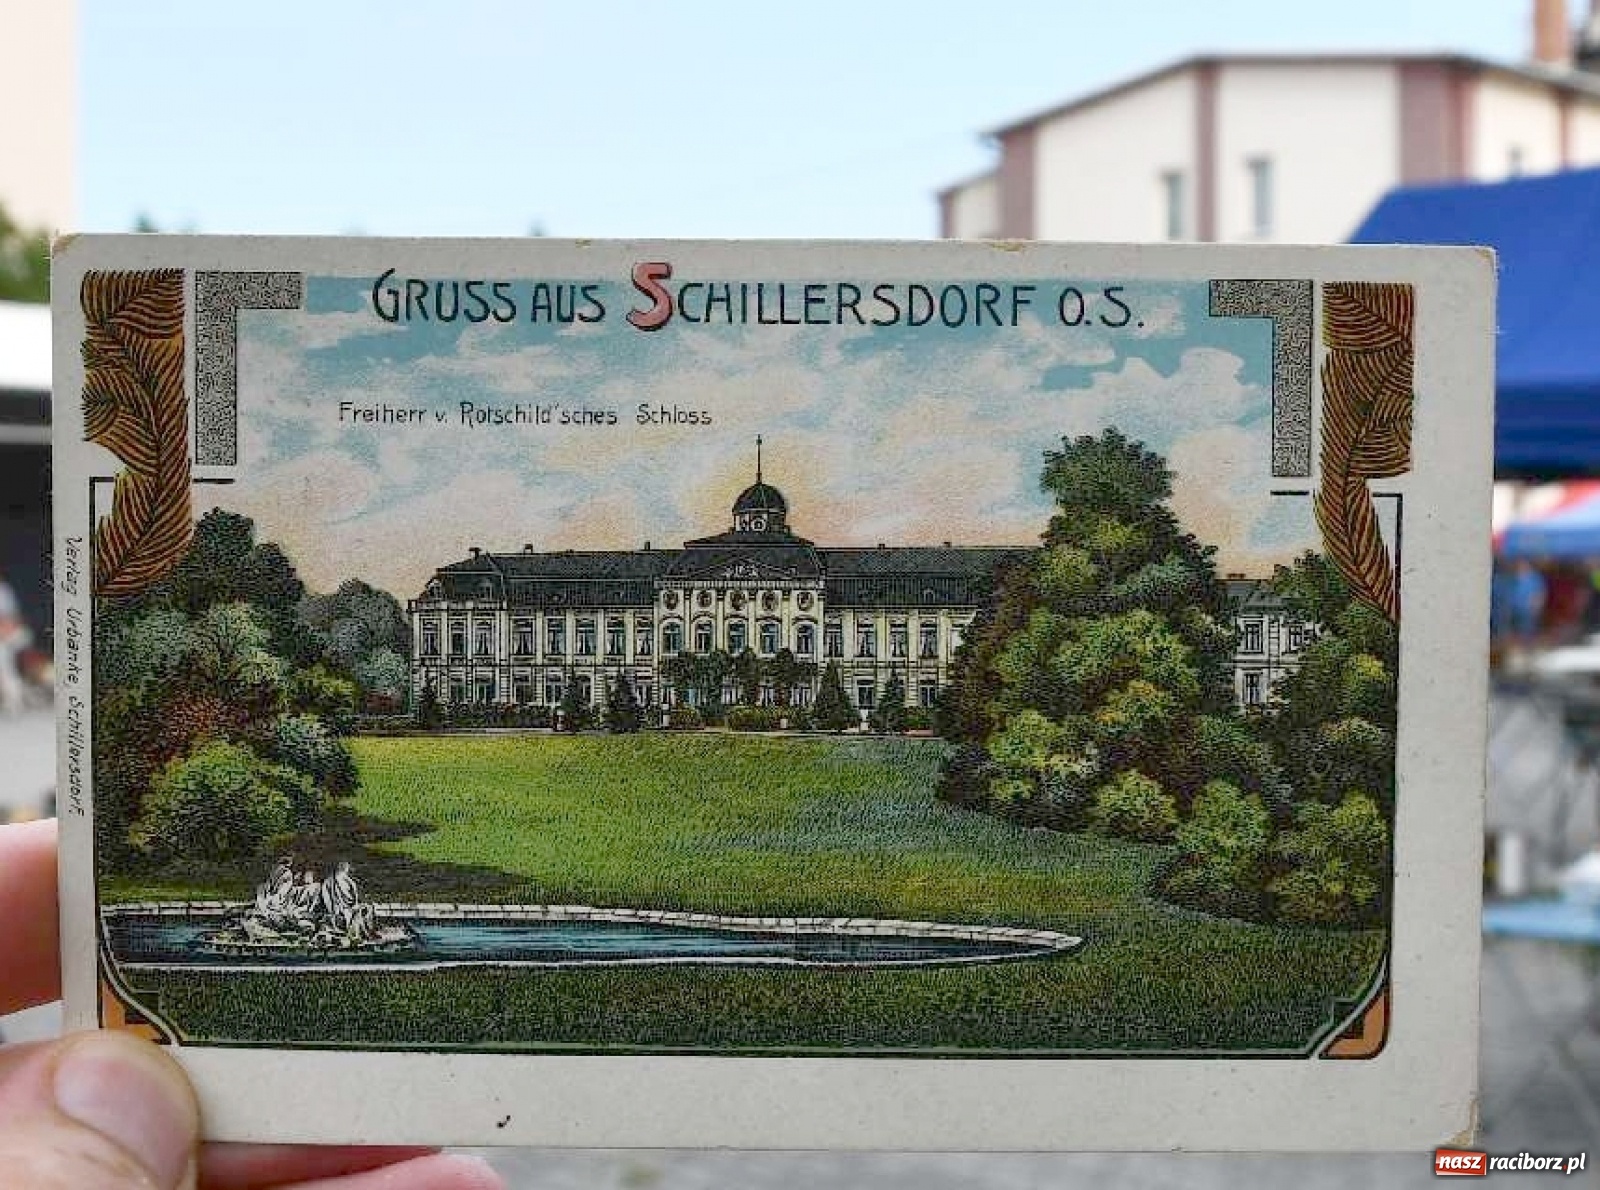 GRUSS AUS SCHILLERSDORF O.S.
Freiherr v. Rotschild'sches Schloss
Verlag Urbanke, Schillersdorf.
nasz raciborz.pl